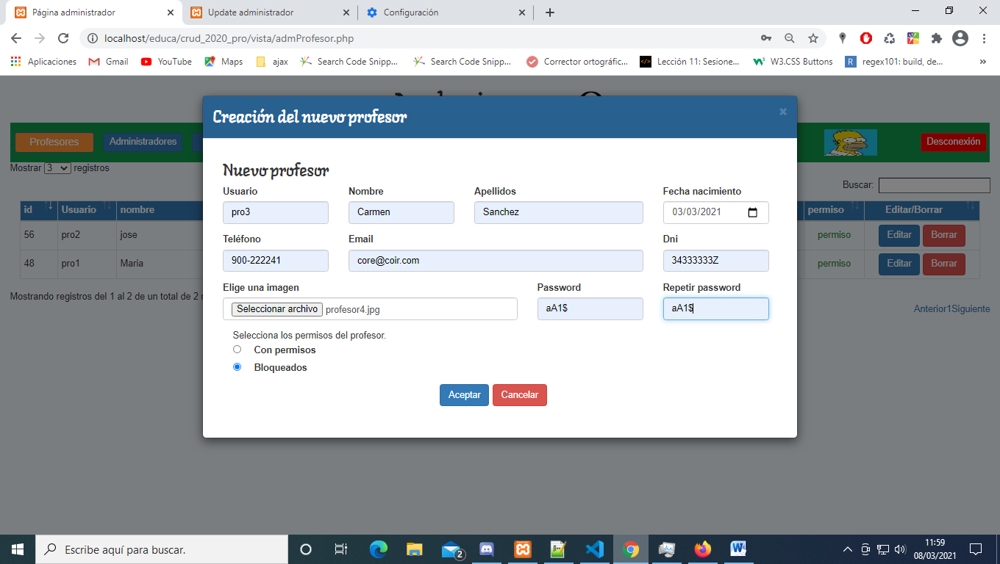 Página administrador
Update administrador
Configuración
localhost/educa/crud_2020_pro/vista/admProfesor.php
Aplicaciones Gmail YouTube Maps ajax Search Code Snipp... Search Code Snipp... Corrector ortográfic... Lección 11: Sesione... W3.CSS Buttons regex101: build, de... »
Creación del nuevo profesor ×
Profesores Administradores Desconexión
Mostrar 3 registros
Buscar:
id Usuario nombre permiso Editar/Borrar
56 pro2 jose permiso Editar Borrar
48 pro1 Maria permiso Editar Borrar
Mostrando registros del 1 al 2 de un total de 2
Anterior1Siguiente
Nuevo profesor
Usuario Nombre Apellidos Fecha nacimiento
pro3 Carmen Sanchez 03/03/2021
Teléfono Email Dni
900-222241 core@coir.com 34333333Z
Elige una imagen Password Repetir password
Seleccionar archivo profesor4.jpg aA1$ aA1$
Selecciona los permisos del profesor.
Con permisos
Bloqueados
Aceptar Cancelar
Escribe aquí para buscar.
2
11:59
08/03/2021